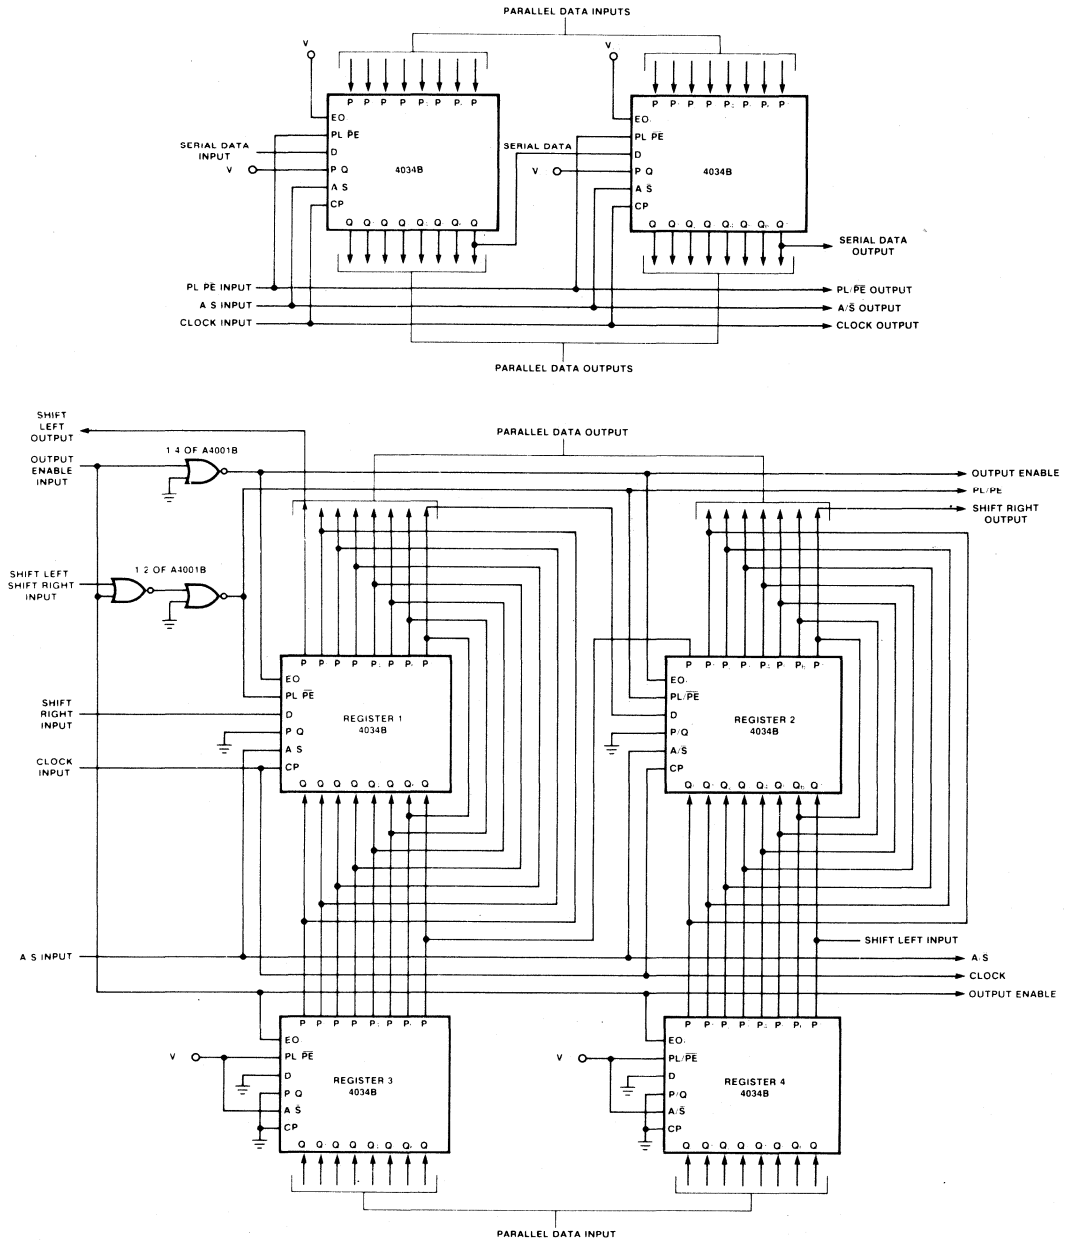 PARALLEL DATA INPUTS
V
V
P P P P P P P P
P P P P P P P P
EO
PL PE
D
P Q
A S
CP
4034B
Q Q Q Q Q Q Q Q
SERIAL DATA
INPUT
V
SERIAL DATA
V
EO
PL PE
D
P Q
A S
CP
4034B
Q Q Q Q Q Q Q Q
SERIAL DATA
OUTPUT
PL PE INPUT
PL/PE OUTPUT
A S INPUT
A/S OUTPUT
CLOCK INPUT
CLOCK OUTPUT
PARALLEL DATA OUTPUTS
SHIFT
LEFT
OUTPUT
PARALLEL DATA OUTPUT
OUTPUT
ENABLE
INPUT
1 4 OF A4001B
OUTPUT ENABLE
PL/PE
SHIFT RIGHT
OUTPUT
1 2 OF A4001B
SHIFT LEFT
SHIFT RIGHT
INPUT
P P P P P P P P
P P P P P P P P
EO
PL PE
D
P Q
A S
CP
REGISTER 1
4034B
Q Q Q Q Q Q Q Q
SHIFT
RIGHT
INPUT
CLOCK
INPUT
EO
PL/PE
D
P/Q
A/S
CP
REGISTER 2
4034B
Q Q Q Q Q Q Q Q
SHIFT LEFT INPUT
A S INPUT
A/S
CLOCK
OUTPUT ENABLE
P P P P P P P P
P P P P P P P P
V
EO
PL PE
D
P Q
A S
CP
REGISTER 3
4034B
Q Q Q Q Q Q Q Q
V
EO
PL/PE
D
P/Q
A/S
CP
REGISTER 4
4034B
Q Q Q Q Q Q Q Q
PARALLEL DATA INPUT